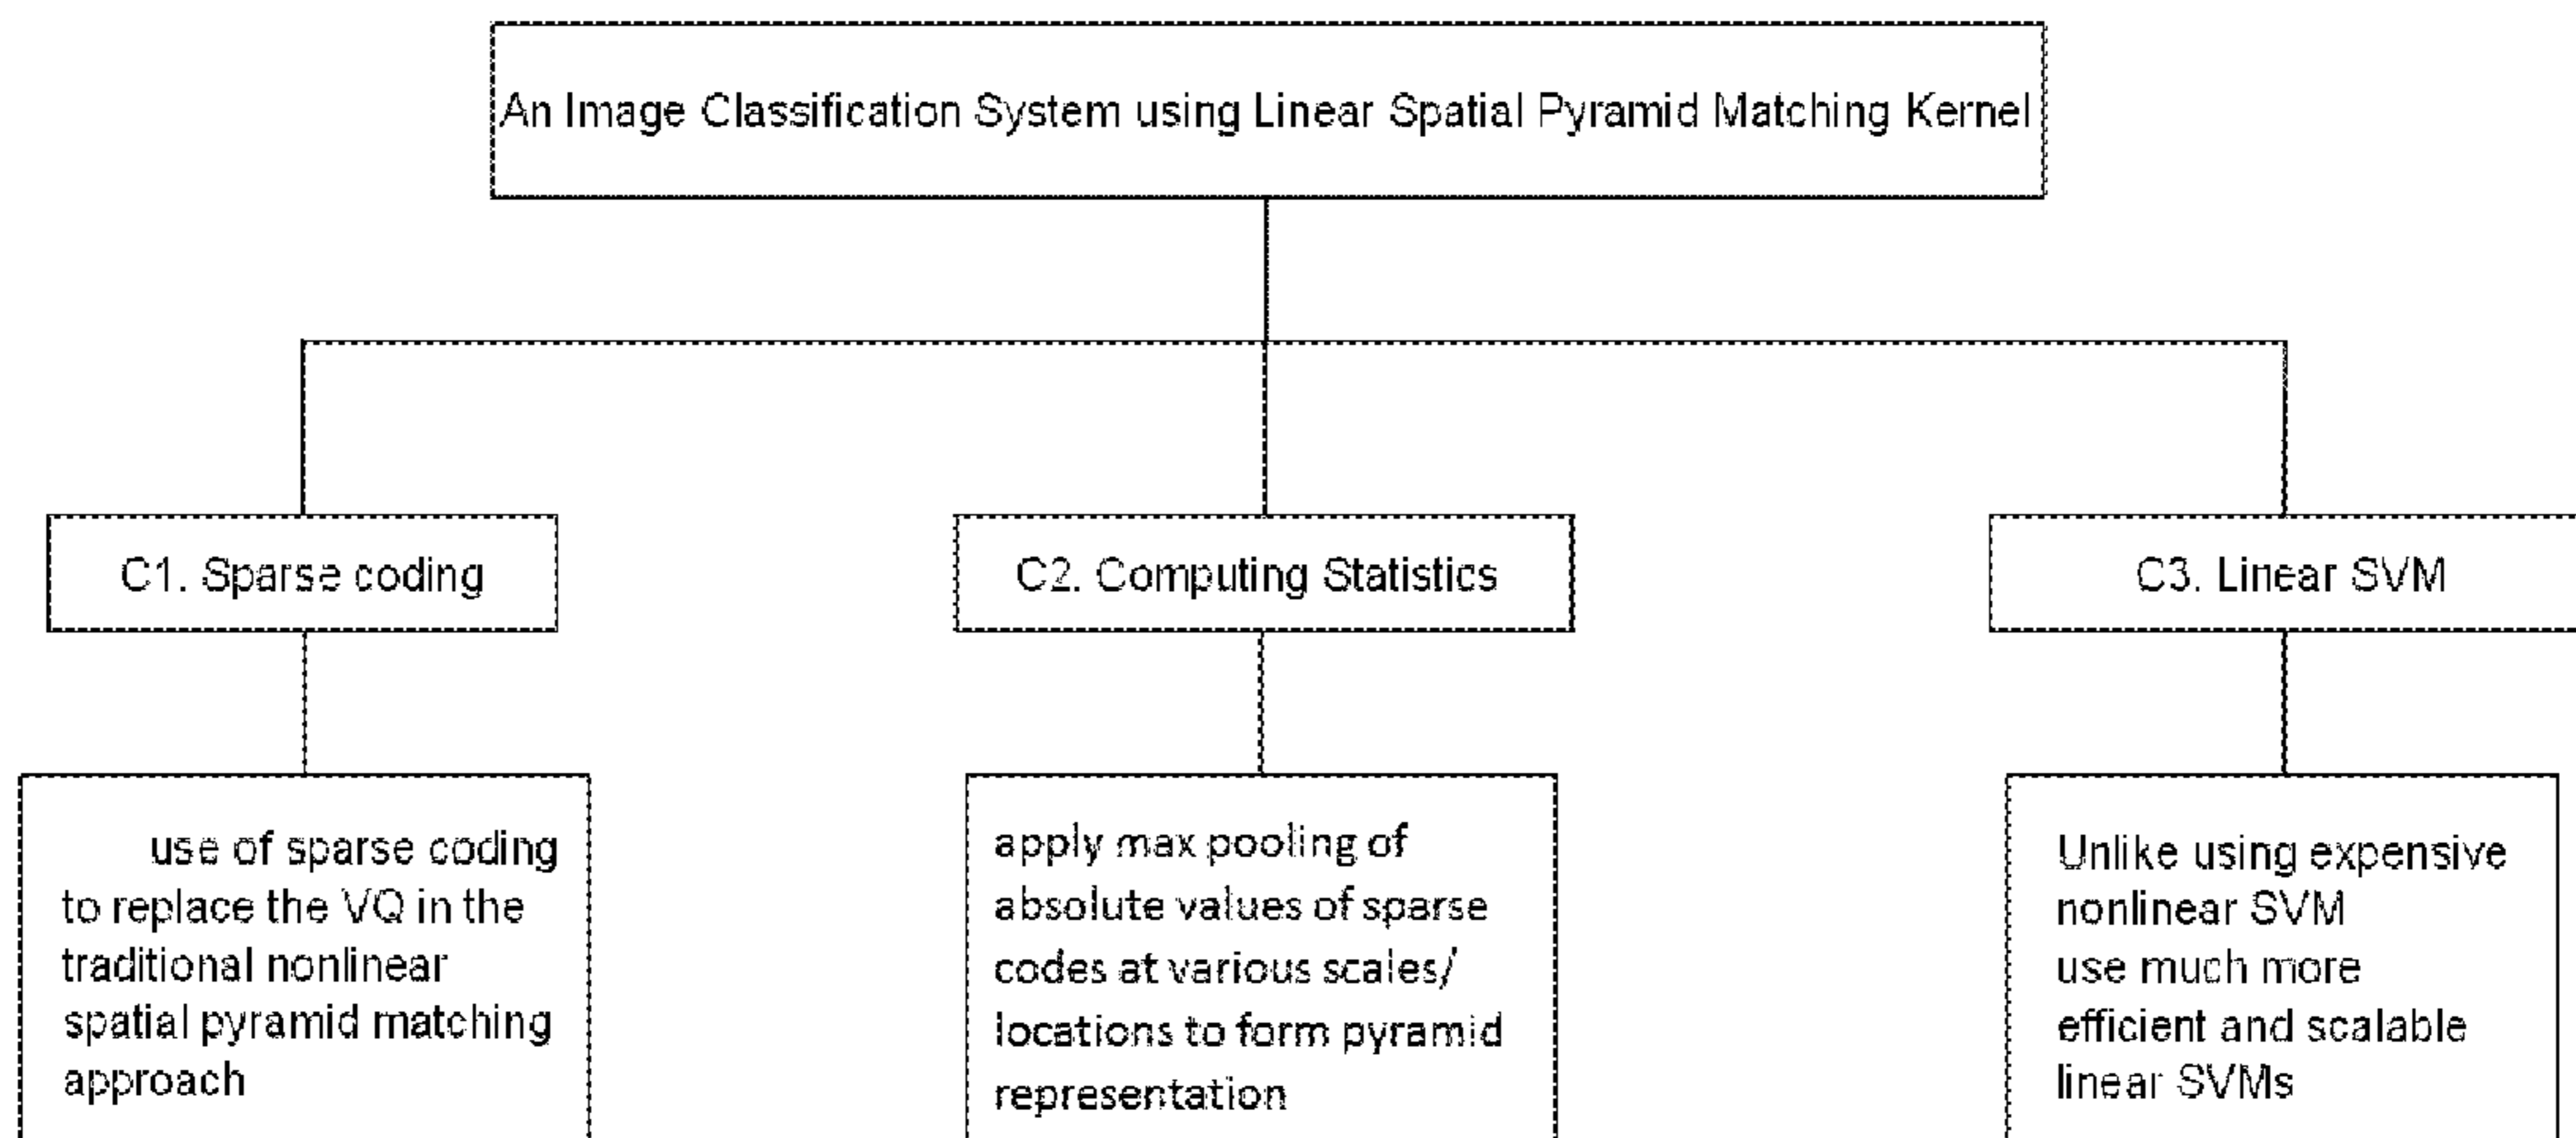 An Image Classification System using Linear Spatial Pyramid Matching Kernel
C1. Sparse coding
C2. Computing Statistics
C3. Linear SVM
use of sparse coding
to replace the VQ in the
traditional nonlinear
spatial pyramid matching
approach
apply max pooling of
absolute values of sparse
codes at various scales/
locations to form pyramid
representation
Unlike using expensive
nonlinear SVM
use much more
efficient and scalable
linear SVMs